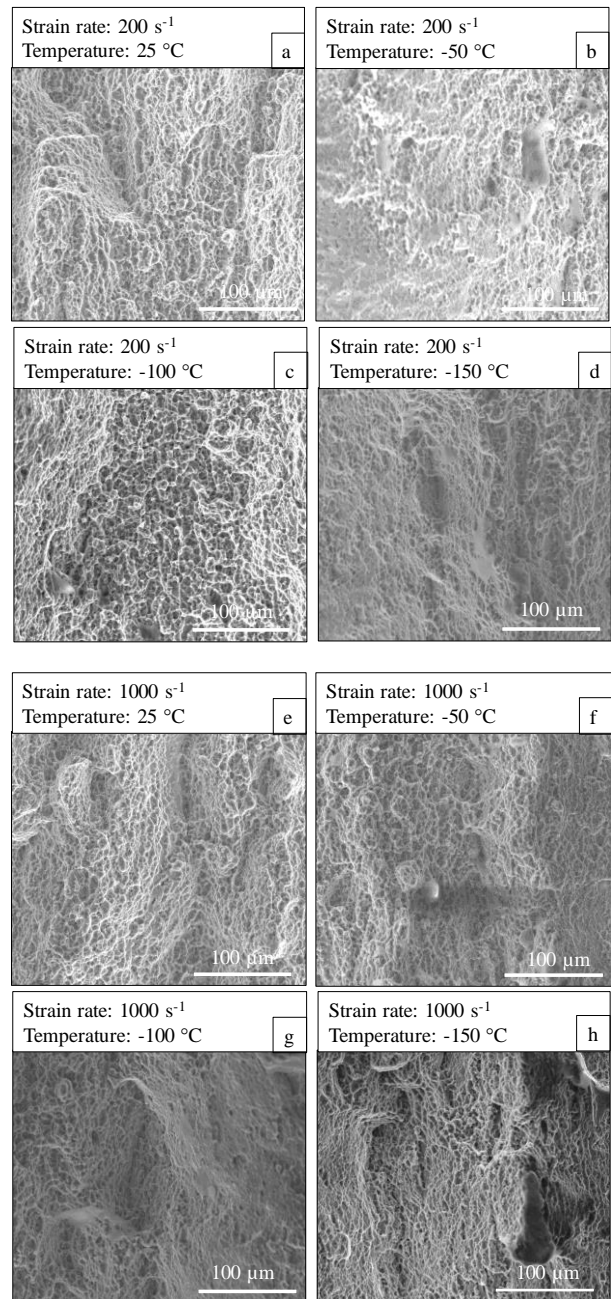 Strain rate: 200 s⁻¹
Temperature: 25 °C
a
100 µm
Strain rate: 200 s⁻¹
Temperature: -50 °C
b
100 µm
Strain rate: 200 s⁻¹
Temperature: -100 °C
c
100 µm
Strain rate: 200 s⁻¹
Temperature: -150 °C
d
100 µm
Strain rate: 1000 s⁻¹
Temperature: 25 °C
e
100 µm
Strain rate: 1000 s⁻¹
Temperature: -50 °C
f
100 µm
Strain rate: 1000 s⁻¹
Temperature: -100 °C
g
100 µm
Strain rate: 1000 s⁻¹
Temperature: -150 °C
h
100 µm